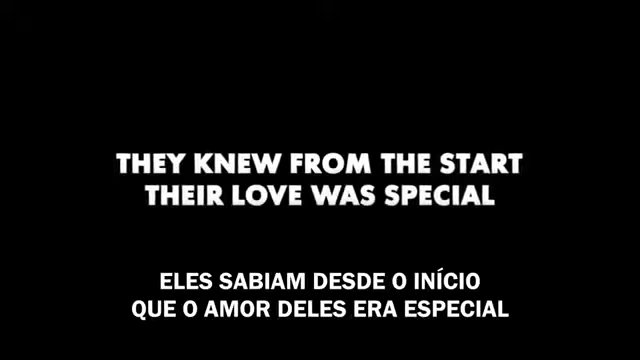 THEY KNEW FROM THE START
THEIR LOVE WAS SPECIAL
ELES SABIAM DESDE O INÍCIO
QUE O AMOR DELES ERA ESPECIAL